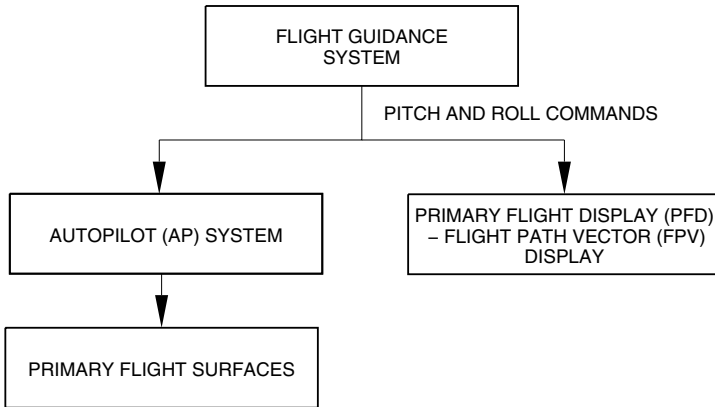 FLIGHT GUIDANCE
SYSTEM
PITCH AND ROLL COMMANDS
AUTOPILOT (AP) SYSTEM
PRIMARY FLIGHT DISPLAY (PFD)
– FLIGHT PATH VECTOR (FPV)
DISPLAY
PRIMARY FLIGHT SURFACES